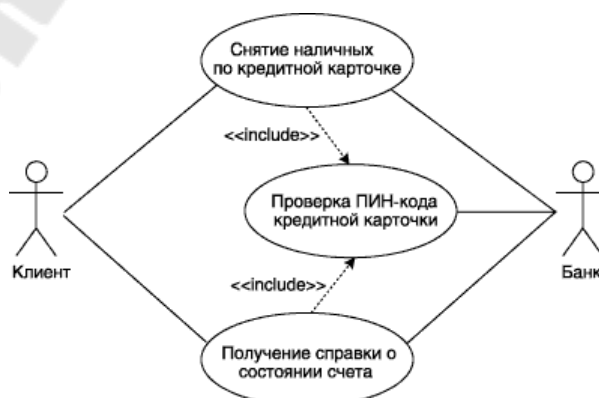 Снятие наличных
по кредитной карточке
<<include>>
Проверка ПИН-кода
кредитной карточки
Клиент
Банк
<<include>>
Получение справки о
состоянии счета